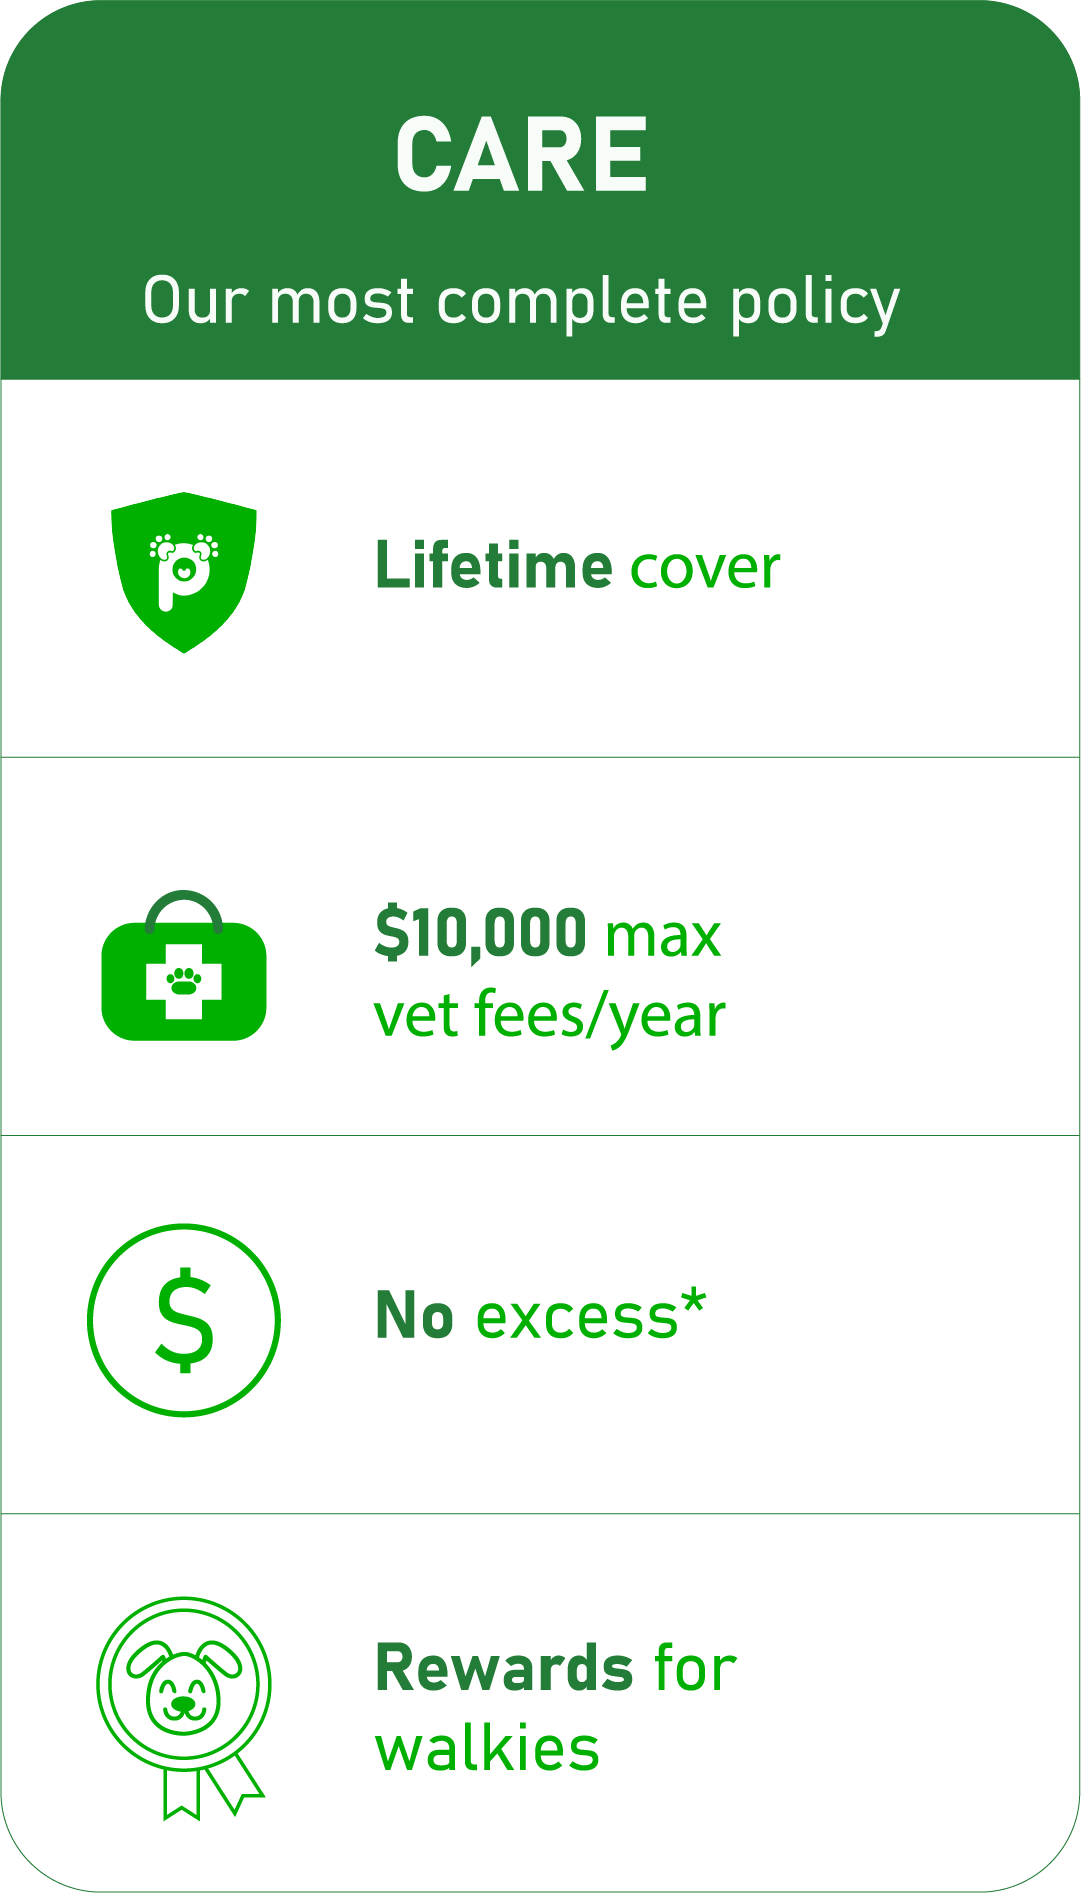 CARE
Our most complete policy
p
Lifetime cover
$10,000 max
vet fees/year
$
No excess*
Rewards for
walkies